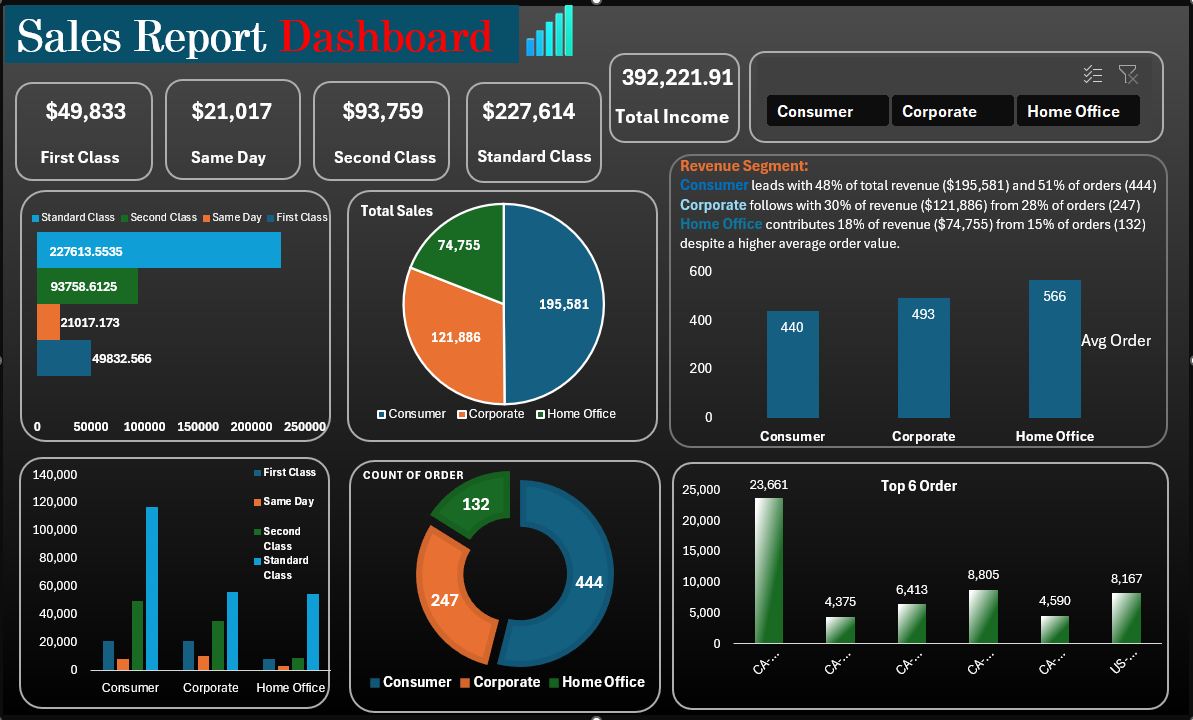 Sales Report Dashboard
$49,833
First Class
$21,017
Same Day
$93,759
Second Class
$227,614
Standard Class
392,221.91
Total Income
Consumer
Corporate
Home Office
Standard Class Second Class Same Day First Class
227613.5535
93758.6125
21017.173
49832.566
0 50000 100000 150000 200000 250000
Total Sales
74,755
195,581
121,886
Consumer Corporate Home Office
Revenue Segment:
Consumer leads with 48% of total revenue ($195,581) and 51% of orders (444)
Corporate follows with 30% of revenue ($121,886) from 28% of orders (247)
Home Office contributes 18% of revenue ($74,755) from 15% of orders (132)
despite a higher average order value.
600
400
200
0
440
493
566
Avg Order
Consumer Corporate Home Office
140,000
120,000
100,000
80,000
60,000
40,000
20,000
0
First Class
Same Day
Second
Class
Standard
Class
Consumer Corporate Home Office
COUNT OF ORDER
132
444
247
Consumer Corporate Home Office
Top 6 Order
25,000
20,000
15,000
10,000
5,000
0
23,661
4,375
6,413
8,805
4,590
8,167
CA-...
CA-...
CA-...
CA-...
CA-...
US-...